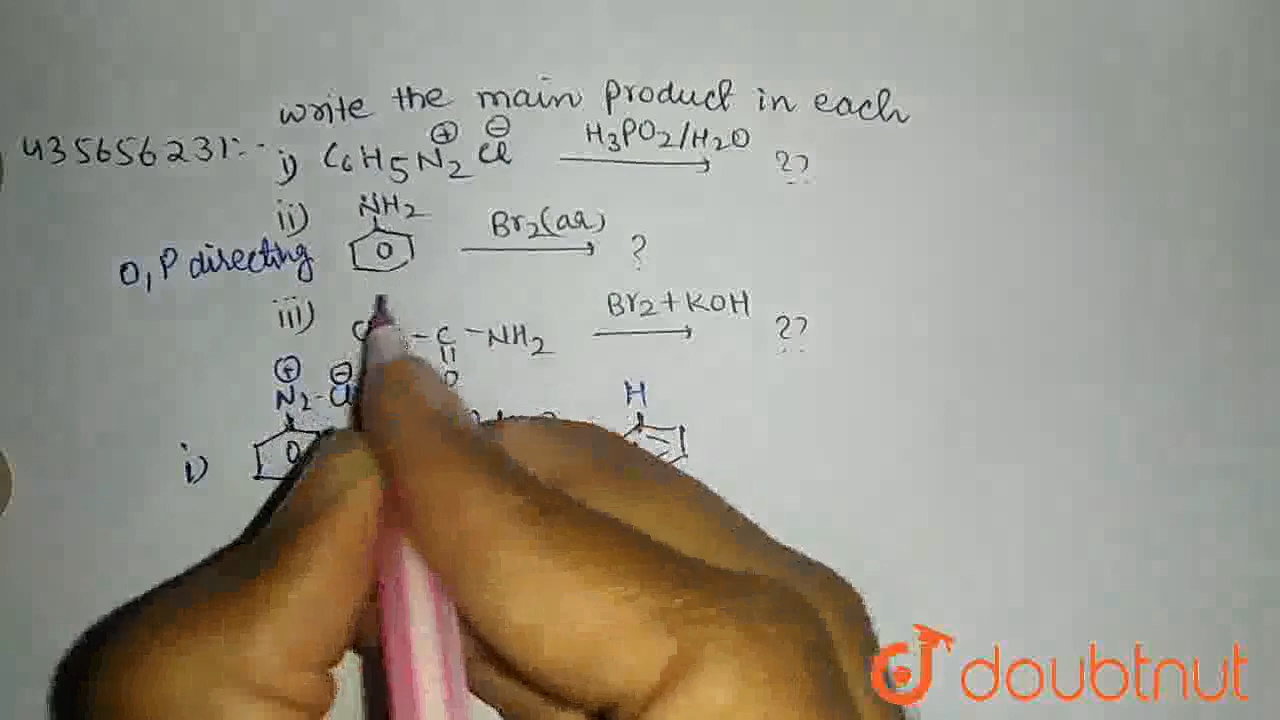 write the main product in each
435656231:- i) C6H5N2 ⊕ Cl ⊖ H3PO2/H2O ??
ii) NH2 Br2(aq) ?
O, P directing
iii) C – C – NH2 Br2 + KOH ??
O
⊕ ⊖
N2 - Cl H
i)
doubtnut